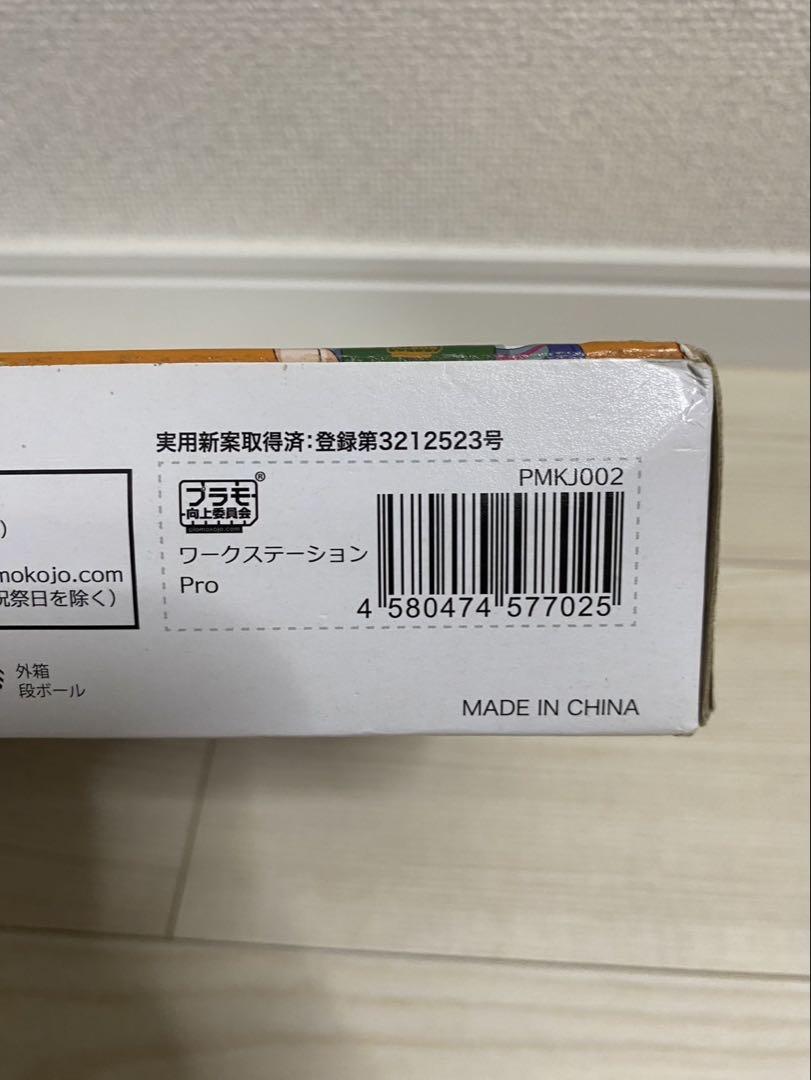 実用新案取得済：登録第3212523号
PMKJ002
プラモ®
向上委員会
plamokojo.com
ワークステーション
Pro
4 580474 577025
)
mokojo.com
祝祭日を除く）
外箱
段ボール
MADE IN CHINA